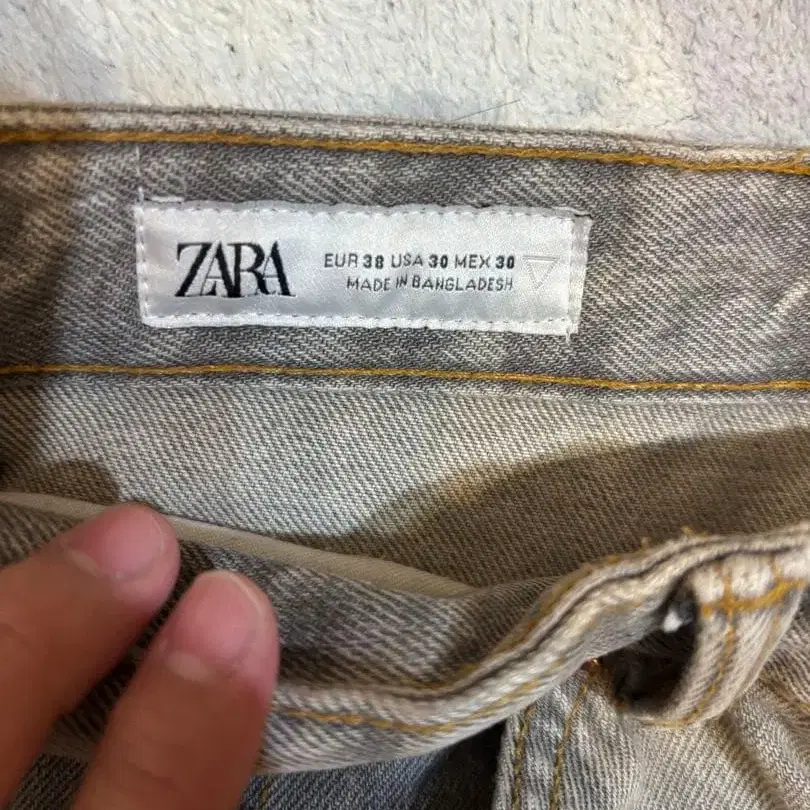 ZARA
EUR 38 USA 30 MEX 30
MADE IN BANGLADESH